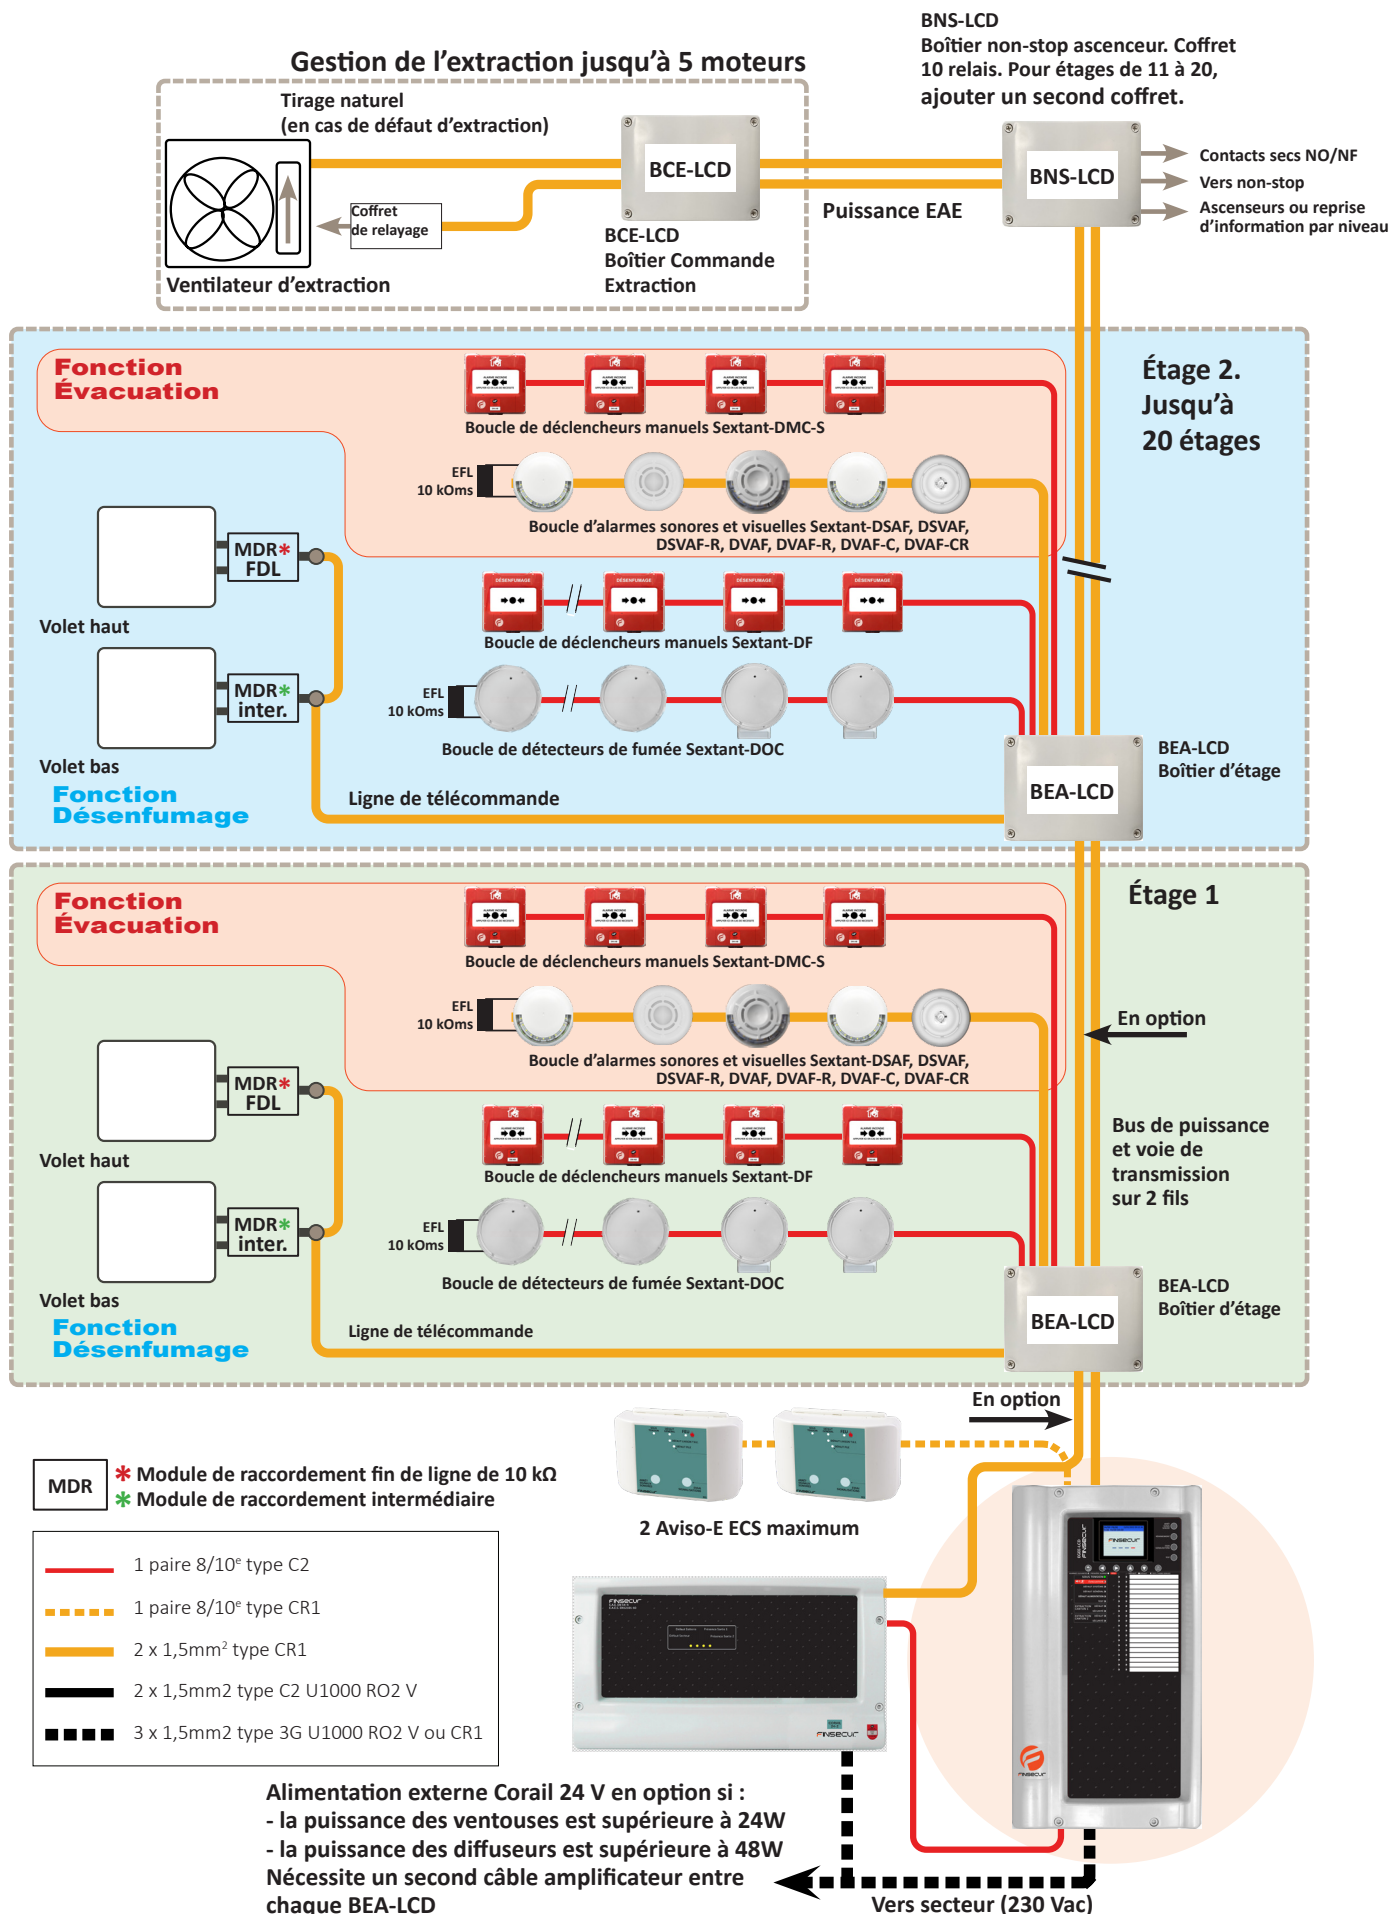 BNS-LCD
Boîtier non-stop ascenceur. Coffret
10 relais. Pour étages de 11 à 20,
ajouter un second coffret.
Gestion de l'extraction jusqu'à 5 moteurs
Tirage naturel
(en cas de défaut d'extraction)
BCE-LCD
BNS-LCD
Contacts secs NO/NF
Vers non-stop
Ascenseurs ou reprise
d'information par niveau
Coffret
de relayage
Puissance EAE
BCE-LCD
Boîtier Commande
Extraction
Ventilateur d'extraction
Fonction
Évacuation
Étage 2.
Jusqu'à
20 étages
Boucle de déclencheurs manuels Sextant-DMC-S
EFL
10 kOms
Boucle d'alarmes sonores et visuelles Sextant-DSAF, DSVAF,
DSVAF-R, DVAF, DVAF-R, DVAF-C, DVAF-CR
MDR*
FDL
DÉSENFUMAGE
DÉSENFUMAGE
DÉSENFUMAGE
DÉSENFUMAGE
Volet haut
Boucle de déclencheurs manuels Sextant-DF
MDR*
inter.
EFL
10 kOms
Boucle de détecteurs de fumée Sextant-DOC
BEA-LCD
Boîtier d'étage
Volet bas
Fonction
Désenfumage
Ligne de télécommande
BEA-LCD
Fonction
Évacuation
Étage 1
Boucle de déclencheurs manuels Sextant-DMC-S
EFL
10 kOms
En option
Boucle d'alarmes sonores et visuelles Sextant-DSAF, DSVAF,
DSVAF-R, DVAF, DVAF-R, DVAF-C, DVAF-CR
MDR*
FDL
Bus de puissance
et voie de
transmission
sur 2 fils
Volet haut
Boucle de déclencheurs manuels Sextant-DF
MDR*
inter.
EFL
10 kOms
Boucle de détecteurs de fumée Sextant-DOC
BEA-LCD
Boîtier d'étage
Volet bas
Fonction
Désenfumage
Ligne de télécommande
BEA-LCD
En option
MDR
* Module de raccordement fin de ligne de 10 kΩ
* Module de raccordement intermédiaire
2 Aviso-E ECS maximum
1 paire 8/10e type C2
1 paire 8/10e type CR1
2 x 1,5mm2 type CR1
2 x 1,5mm2 type C2 U1000 RO2 V
3 x 1,5mm2 type 3G U1000 RO2 V ou CR1
FINSECUR
FINSECUR
FINSECUR
FINSECUR
Alimentation externe Corail 24 V en option si :
- la puissance des ventouses est supérieure à 24W
- la puissance des diffuseurs est supérieure à 48W
Nécessite un second câble amplificateur entre
chaque BEA-LCD
Vers secteur (230 Vac)